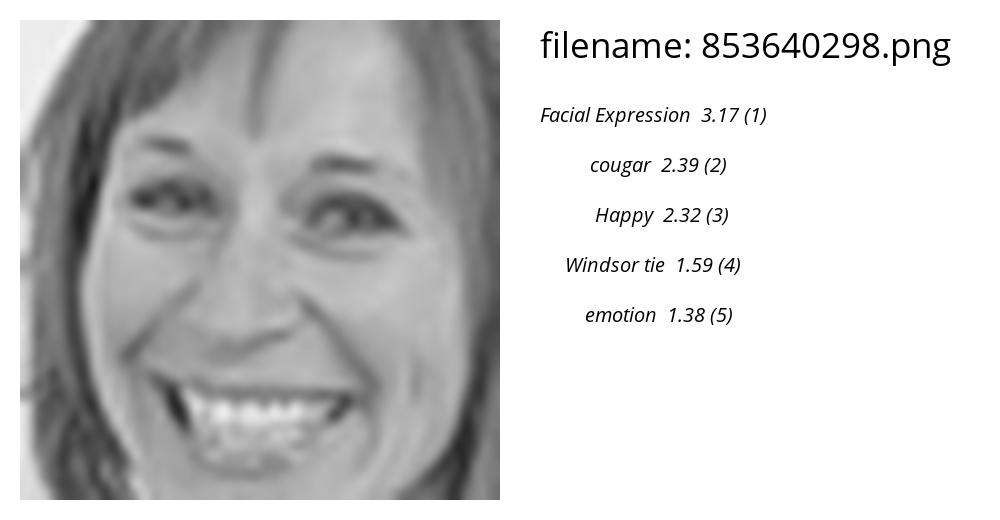 filename: 853640298.png
Facial Expression 3.17 (1)
cougar 2.39 (2)
Happy 2.32 (3)
Windsor tie 1.59 (4)
emotion 1.38 (5)